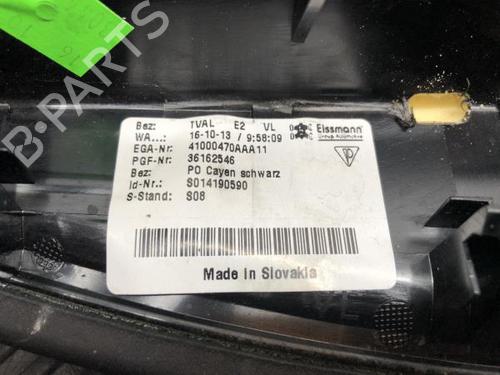 Bez: TVAL E2 VL
WA...: 16-10-13 / 9:58:09
EGA-Nr: 41000470AAA11
PGF-Nr: 36162546
Bez: PO Cayen schwarz
Id-Nr.: S014190590
S-Stand: S08
Eissmann
Group Automotive
Made in Slovakia